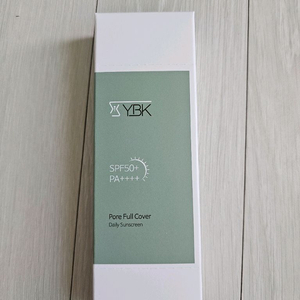 YBK
SPF50+
PA++++
Pore Full Cover
Daily Sunscreen